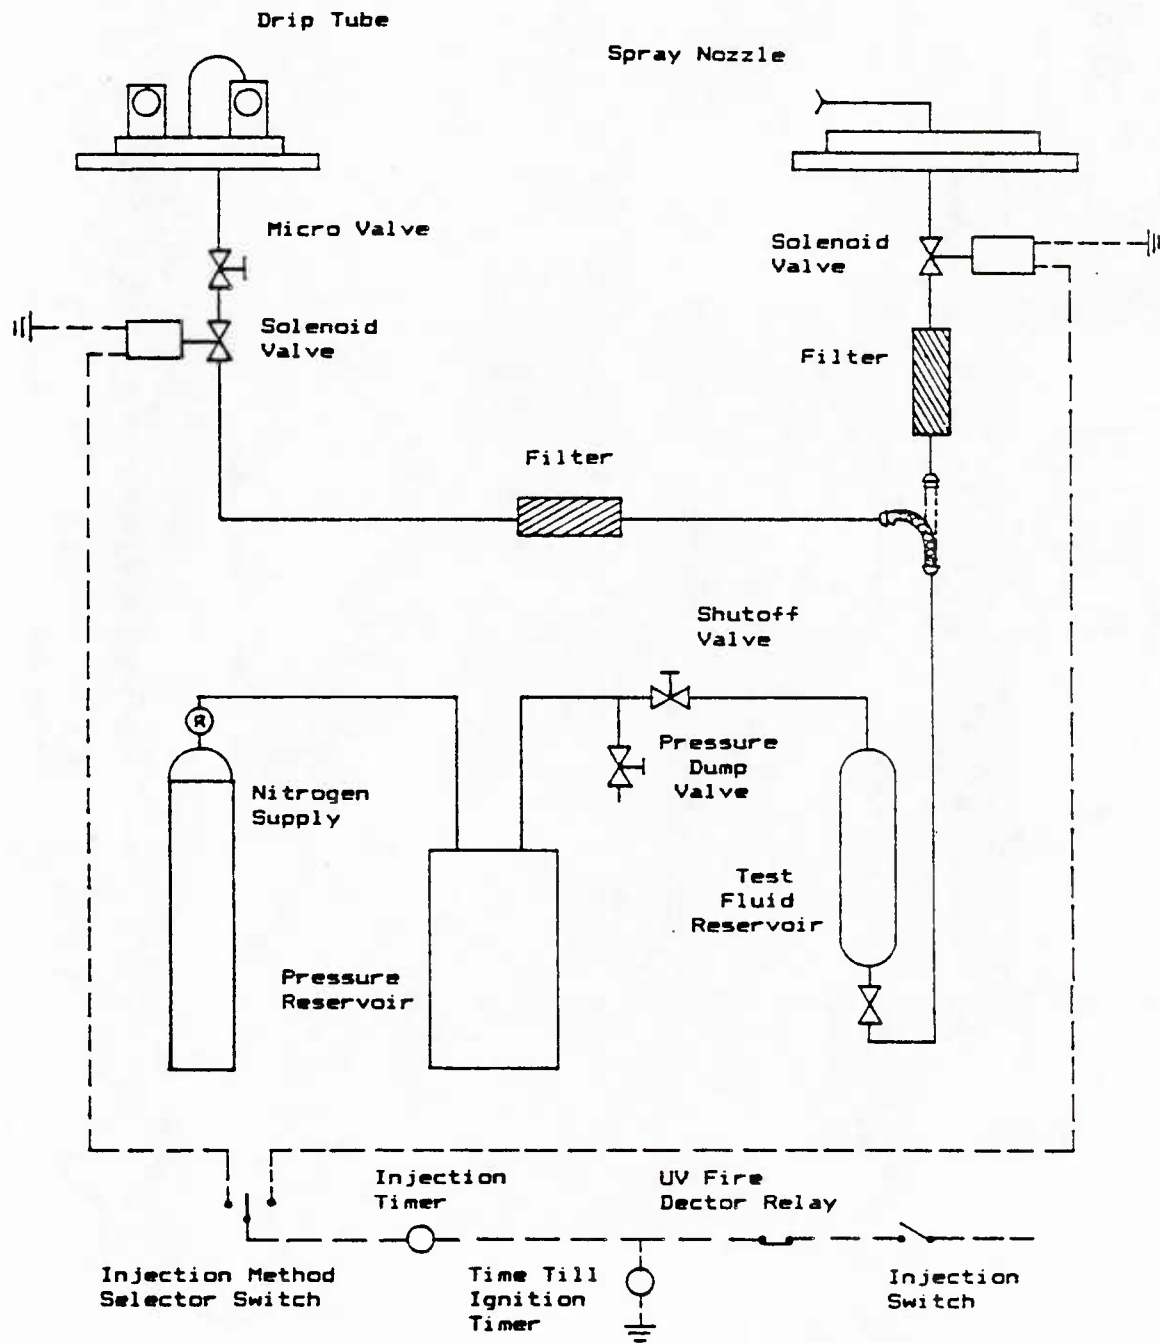 Drip Tube
Spray Nozzle
Micro Valve
Solenoid
Valve
Solenoid
Valve
Filter
Filter
Shutoff
Valve
R
Pressure
Dump
Valve
Nitrogen
Supply
Test
Fluid
Reservoir
Pressure
Reservoir
Injection
Timer
UV Fire
Dector Relay
Injection Method
Selector Switch
Time Till
Ignition
Timer
Injection
Switch